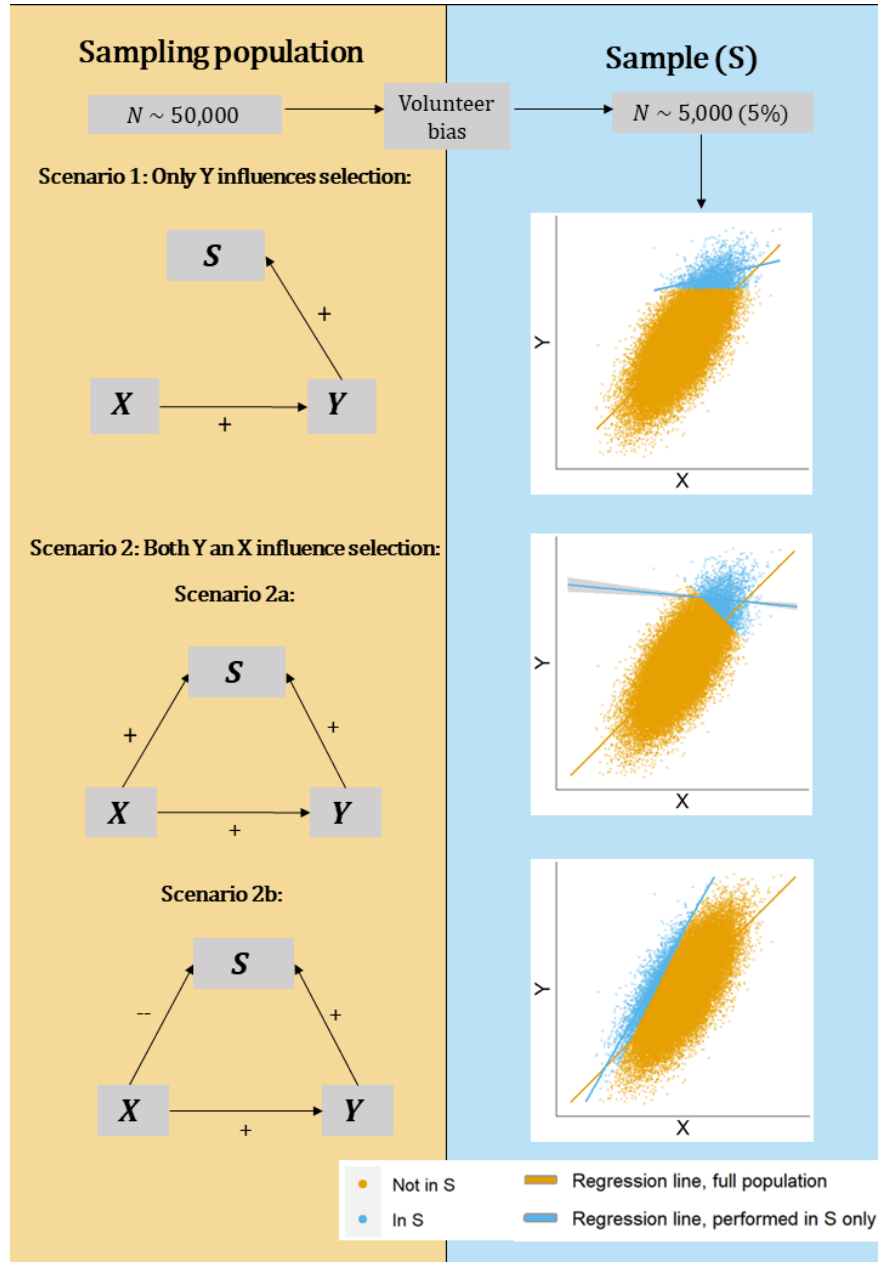 Sampling population
Sample (S)
N ~ 50,000
Volunteer
bias
N ~ 5,000 (5%)
Scenario 1: Only Y influences selection:
S
+
X
Y
+
Y
X
Scenario 2: Both Y an X influence selection:
Scenario 2a:
S
+
+
X
Y
+
Y
X
Scenario 2b:
S
--
+
X
Y
+
Y
X
Not in S
Regression line, full population
In S
Regression line, performed in S only